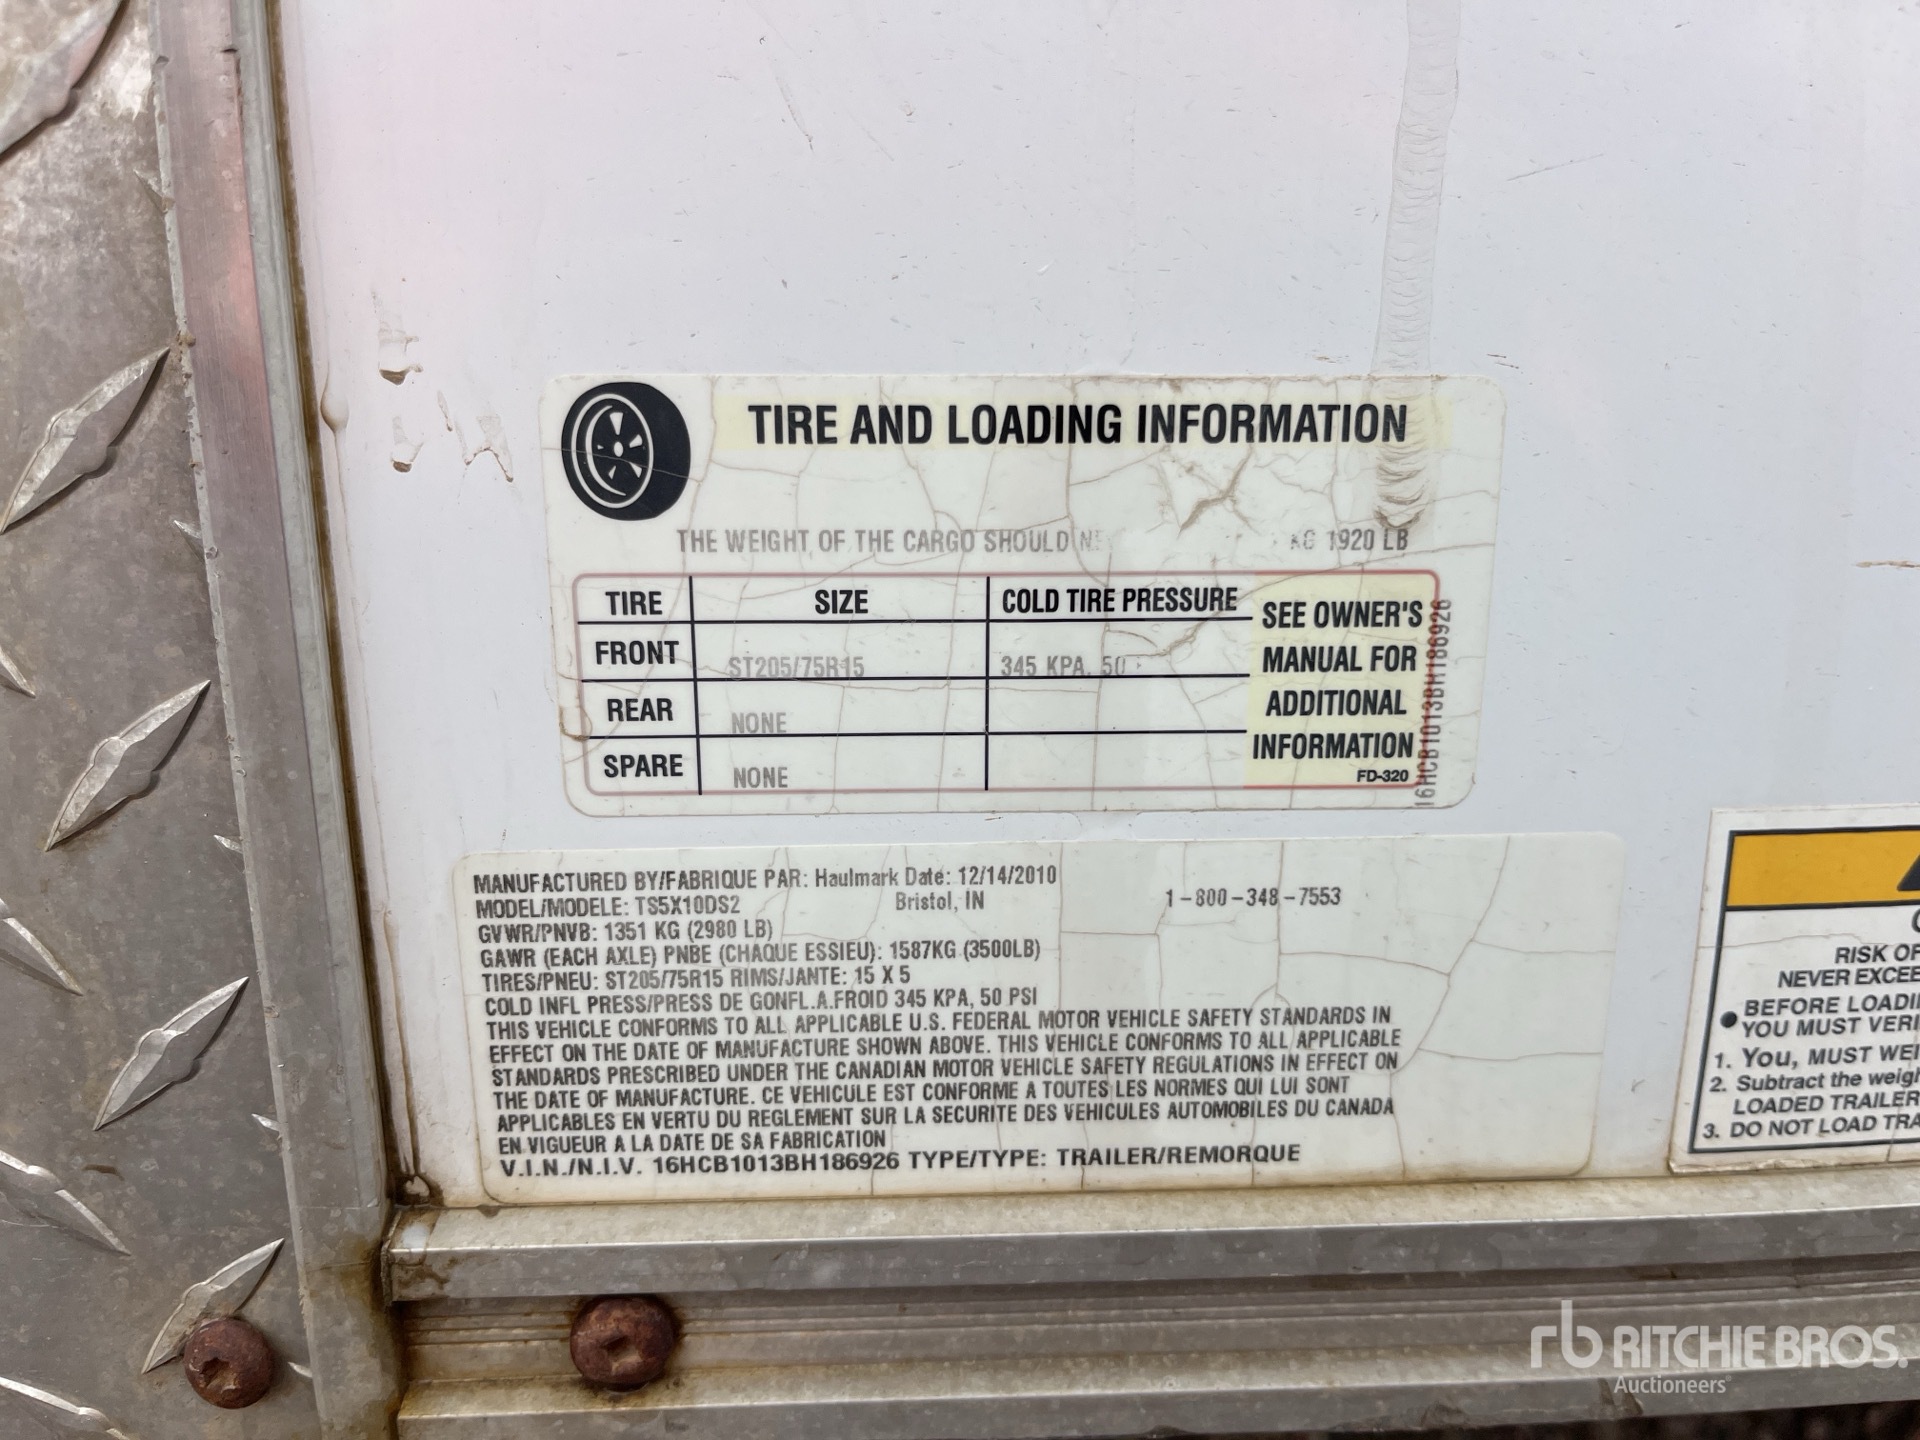 TIRE AND LOADING INFORMATION
THE WEIGHT OF THE CARGO SHOULD KG 1920 LB
TIRE SIZE COLD TIRE PRESSURE
FRONT ST205/75R15 345 KPA, 50
REAR NONE
SPARE NONE
SEE OWNER'S
MANUAL FOR
ADDITIONAL
INFORMATION
FD-320
16HCB1013BH186926
MANUFACTURED BY/FABRIQUE PAR: Haulmark Date: 12/14/2010
MODEL/MODELE: TS5X10DS2 Bristol, IN 1-800-348-7553
GVWR/PNVB: 1351 KG (2980 LB)
GAWR (EACH AXLE) PNBE (CHAQUE ESSIEU): 1587KG (3500LB)
TIRES/PNEU: ST205/75R15 RIMS/JANTE: 15 X 5
COLD INFL PRESS/PRESS DE GONFL.A.FROID 345 KPA, 50 PSI
THIS VEHICLE CONFORMS TO ALL APPLICABLE U.S. FEDERAL MOTOR VEHICLE SAFETY STANDARDS IN
EFFECT ON THE DATE OF MANUFACTURE SHOWN ABOVE. THIS VEHICLE CONFORMS TO ALL APPLICABLE
STANDARDS PRESCRIBED UNDER THE CANADIAN MOTOR VEHICLE SAFETY REGULATIONS IN EFFECT ON
THE DATE OF MANUFACTURE. CE VEHICULE EST CONFORME A TOUTES LES NORMES QUI LUI SONT
APPLICABLES EN VERTU DU REGLEMENT SUR LA SECURITE DES VEHICULES AUTOMOBILES DU CANADA
EN VIGUEUR A LA DATE DE SA FABRICATION
V.I.N./N.I.V. 16HCB1013BH186926 TYPE/TYPE: TRAILER/REMORQUE
RISK OF
NEVER EXCEE
• BEFORE LOADI
YOU MUST VERI
1. You, MUST WEI
2. Subtract the weigh
LOADED TRAILER
3. DO NOT LOAD TRA
rb RITCHIE BROS.
Auctioneers